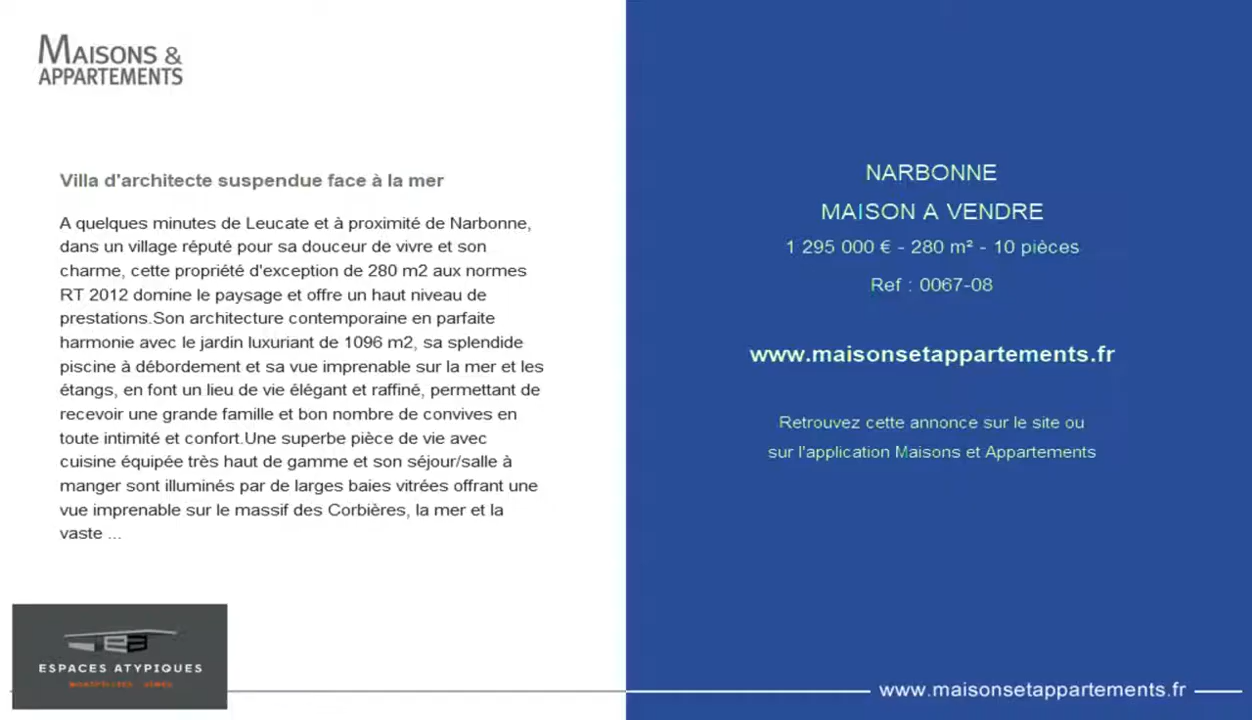 MAISONS &
APPARTEMENTS
Villa d'architecte suspendue face à la mer
A quelques minutes de Leucate et à proximité de Narbonne,
dans un village réputé pour sa douceur de vivre et son
charme, cette propriété d'exception de 280 m2 aux normes
RT 2012 domine le paysage et offre un haut niveau de
prestations.Son architecture contemporaine en parfaite
harmonie avec le jardin luxuriant de 1096 m2, sa splendide
piscine à débordement et sa vue imprenable sur la mer et les
étangs, en font un lieu de vie élégant et raffiné, permettant de
recevoir une grande famille et bon nombre de convives en
toute intimité et confort.Une superbe pièce de vie avec
cuisine équipée très haut de gamme et son séjour/salle à
manger sont illuminés par de larges baies vitrées offrant une
vue imprenable sur le massif des Corbières, la mer et la
vaste ...
ESPACES ATYPIQUES
NARBONNE
MAISON A VENDRE
1 295 000 € - 280 m² - 10 pièces
Ref : 0067-08
www.maisonsetappartements.fr
Retrouvez cette annonce sur le site ou
sur l'application Maisons et Appartements
www.maisonsetappartements.fr